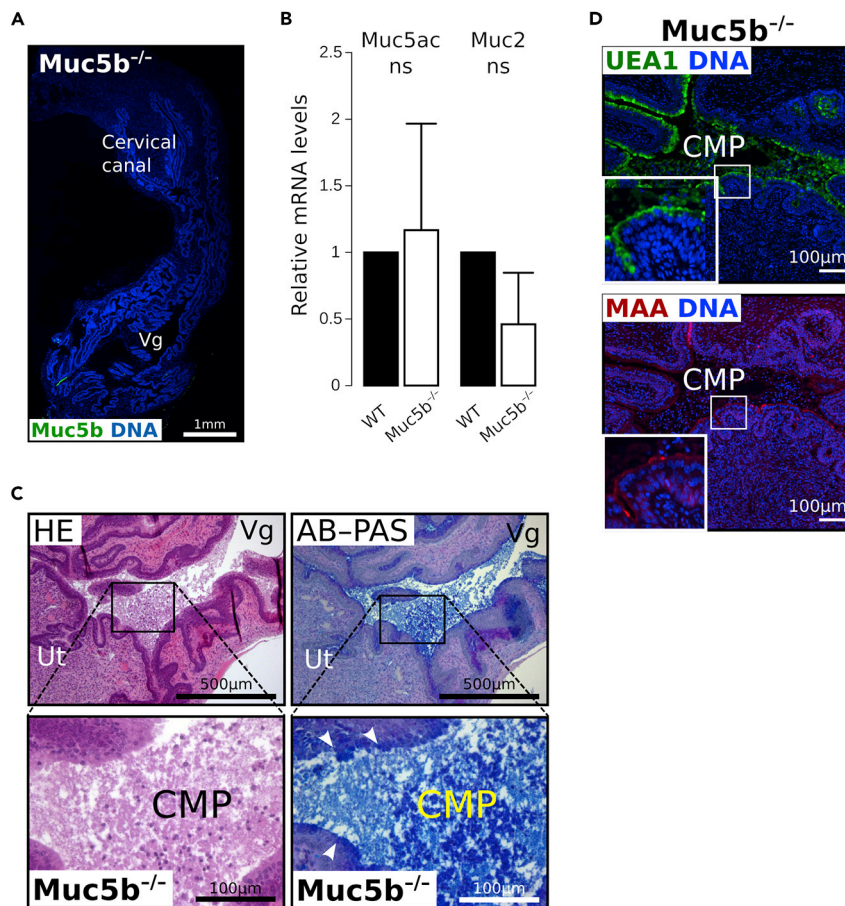 A
Muc5b-/-
Cervical
canal
Vg
Muc5b DNA
1mm
B
Muc5ac
ns
Muc2
ns
Relative mRNA levels
2.5
2
1.5
1
0.5
0
WT
Muc5b-/-
WT
Muc5b-/-
D
Muc5b-/-
UEA1 DNA
CMP
100µm
MAA DNA
CMP
100µm
C
HE
Vg
Ut
500µm
AB–PAS
Vg
Ut
500µm
CMP
Muc5b-/-
100µm
CMP
Muc5b-/-
100µm